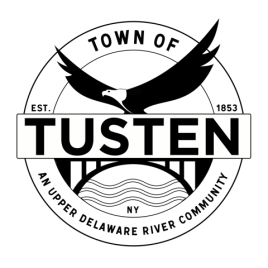 TOWN OF
EST. 1853
TUSTEN
NY
AN UPPER DELAWARE RIVER COMMUNITY